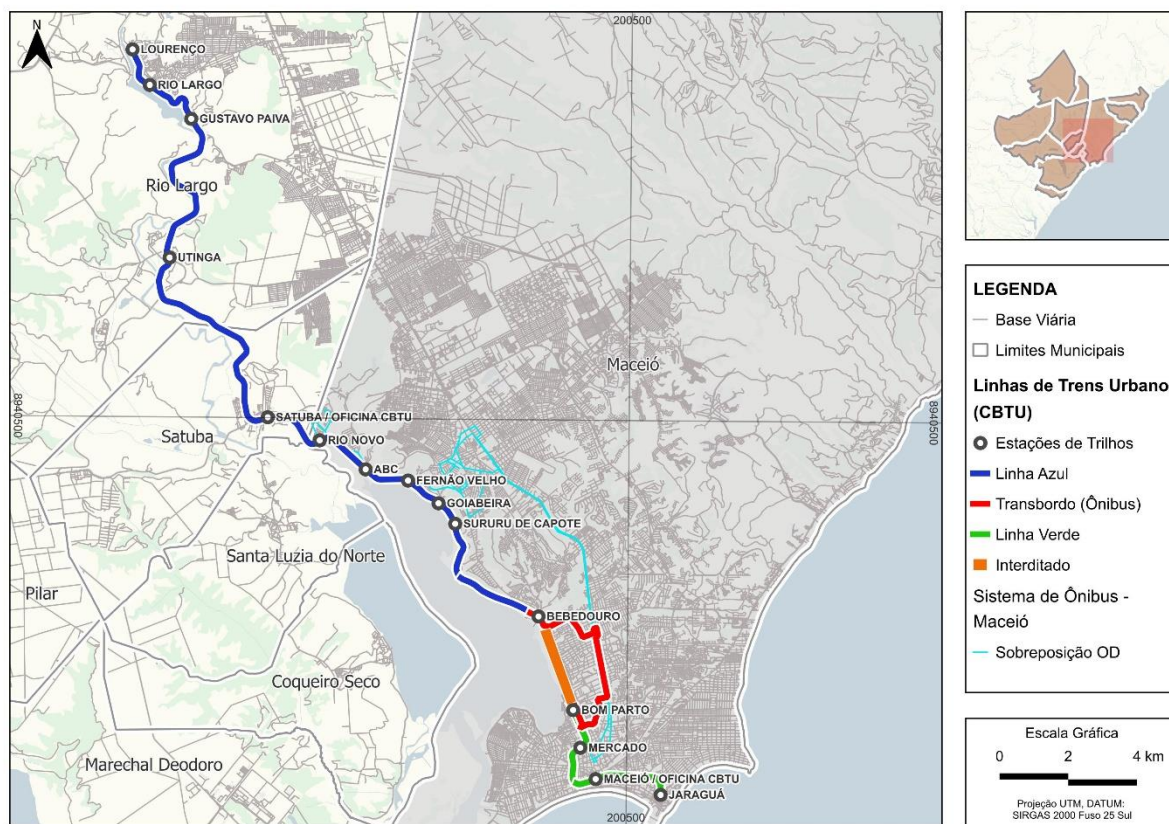 N
200500
LOURENÇO
RIO LARGO
GUSTAVO PAIVA
Rio Largo
UTINGA
Maceió
8940500
8940500
SATUBA / OFICINA CBTU
Satuba
RIO NOVO
ABC
FERNÃO VELHO
GOIABEIRA
SURURU DE CAPOTE
Santa Luzia do Norte
Pilar
BEBEDOURO
Coqueiro Seco
BOM PARTO
MERCADO
Marechal Deodoro
MACEIÓ / OFICINA CBTU
JARAGUÁ
200500
LEGENDA
Base Viária
Limites Municipais
Linhas de Trens Urbano
(CBTU)
Estações de Trilhos
Linha Azul
Transbordo (Ônibus)
Linha Verde
Interditado
Sistema de Ônibus -
Maceió
Sobreposição OD
Escala Gráfica
0 2 4 km
Projeção UTM, DATUM:
SIRGAS 2000 Fuso 25 Sul